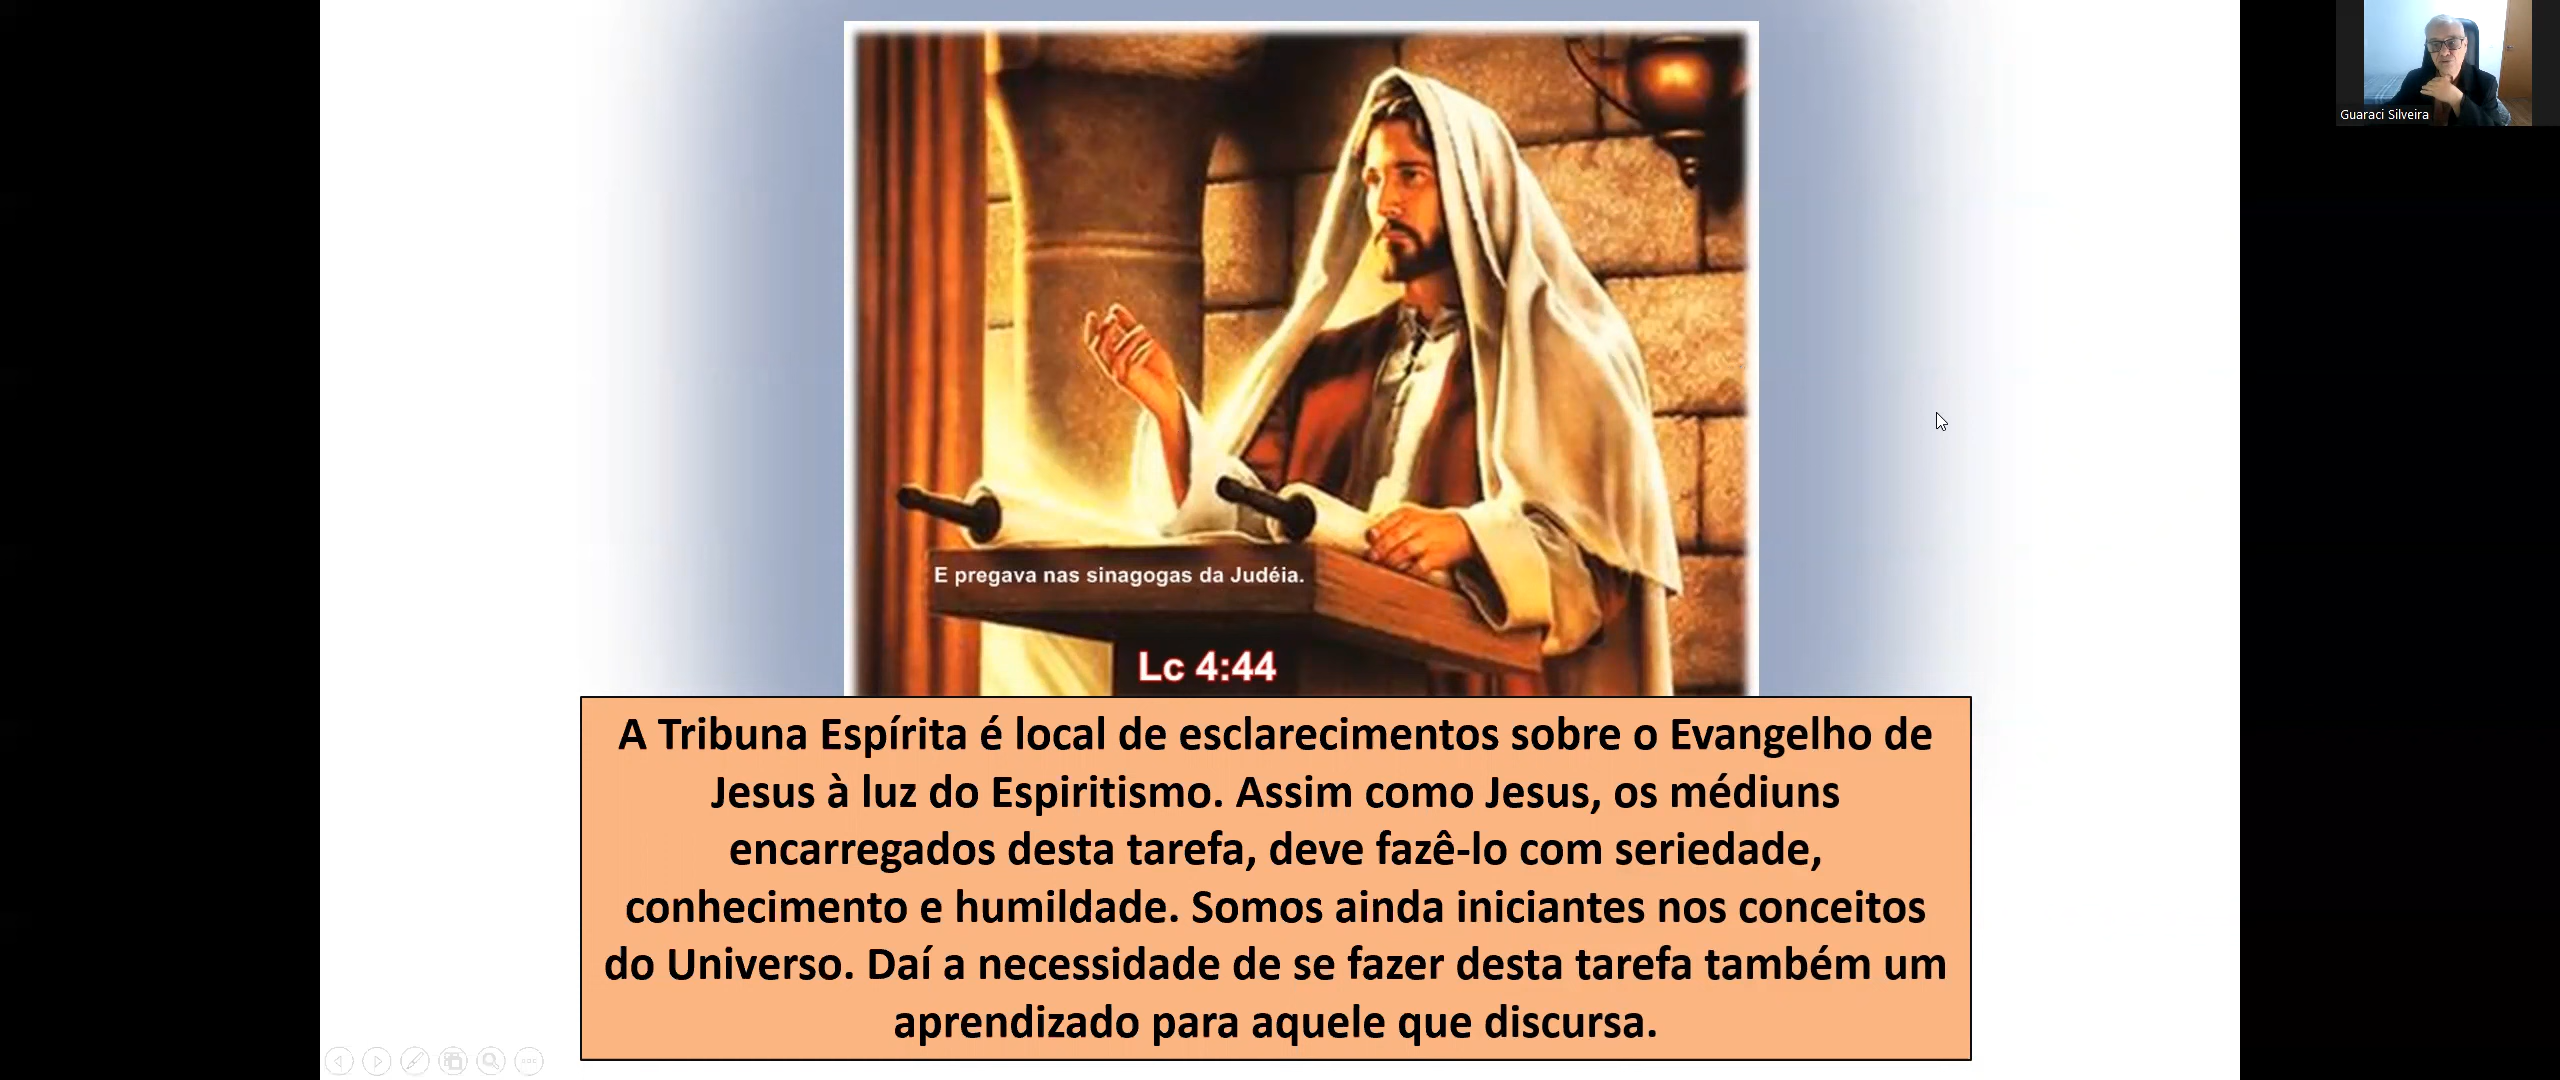 Guaraci Silveira
E pregava nas sinagogas da Judéia.
Lc 4:44
A Tribuna Espírita é local de esclarecimentos sobre o Evangelho de
Jesus à luz do Espiritismo. Assim como Jesus, os médiuns
encarregados desta tarefa, deve fazê-lo com seriedade,
conhecimento e humildade. Somos ainda iniciantes nos conceitos
do Universo. Daí a necessidade de se fazer desta tarefa também um
aprendizado para aquele que discursa.